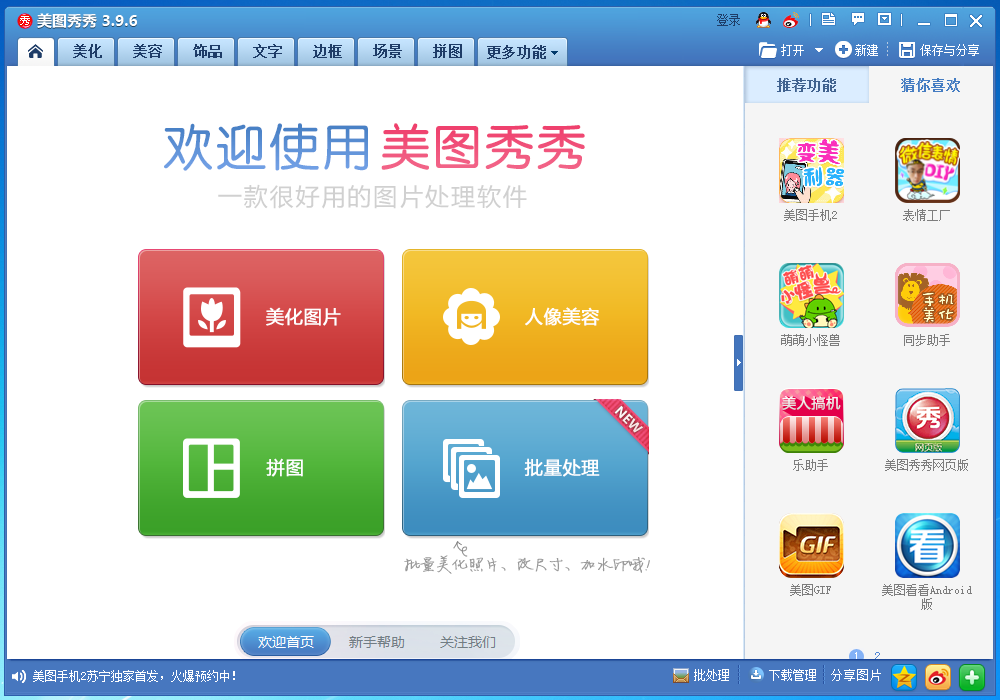 秀 美图秀秀 3.9.6
登录
美化 美容 饰品 文字 边框 场景 拼图 更多功能
打开 新建 保存与分享
欢迎使用 美图秀秀
一款很好用的图片处理软件
美化图片
人像美容
拼图
批量处理
NEW
批量美化照片、改尺寸、加水印哦!
欢迎首页 新手帮助 关注我们
推荐功能 猜你喜欢
变美
利器
美图手机2
微信表情
DIY
表情工厂
萌萌
小怪兽
萌萌小怪兽
手机
美化
同步助手
美人搞机
乐助手
秀
网页版
美图秀秀网页版
GIF
美图GIF
看
美图看看Android
版
1 2
美图手机2苏宁独家首发，火爆预约中!
批处理 下载管理 分享图片